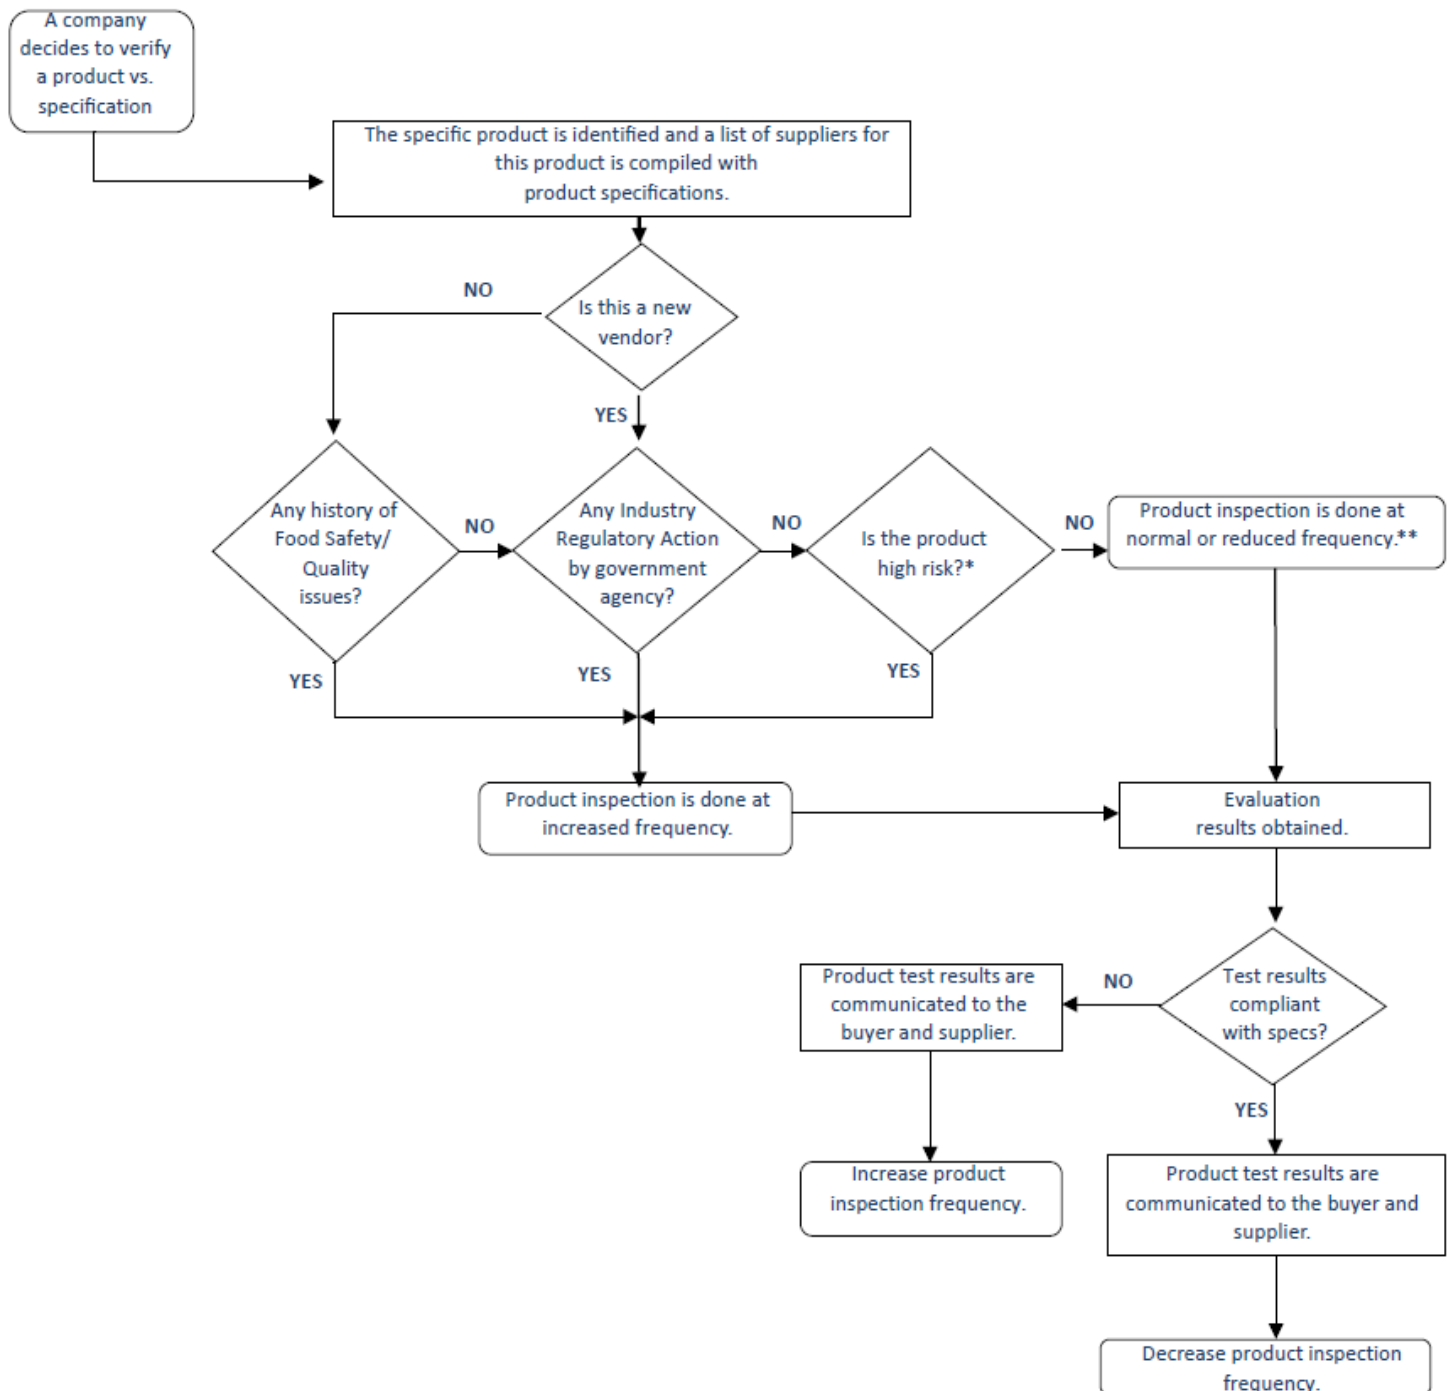 A company
decides to verify
a product vs.
specification
The specific product is identified and a list of suppliers for
this product is compiled with
product specifications.
NO
Is this a new
vendor?
YES
Any history of
Food Safety/
Quality
issues?
NO
Any Industry
Regulatory Action
by government
agency?
NO
Is the product
high risk?*
NO
Product inspection is done at
normal or reduced frequency.**
YES
YES
YES
Product inspection is done at
increased frequency.
Evaluation
results obtained.
Product test results are
communicated to the
buyer and supplier.
NO
Test results
compliant
with specs?
YES
Increase product
inspection frequency.
Product test results are
communicated to the buyer and
supplier.
Decrease product inspection
frequency.